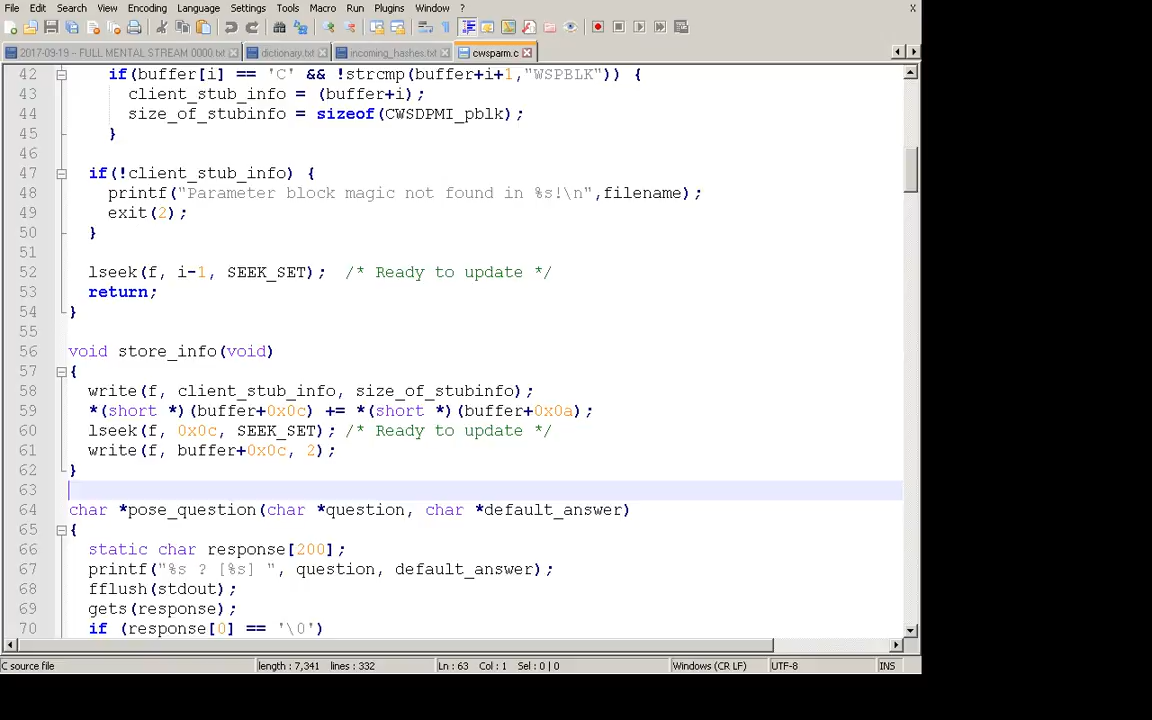 File Edit Search View Encoding Language Settings Tools Macro Run Plugins Window ? X
2017-09-19 – FULL MENTAL STREAM 0000.txt dictionary.txt incoming_hashes.txt cwsparm.c
42 if(buffer[i] == 'C' && !strcmp(buffer+i+1,"WSPBLK")) {
43 client_stub_info = (buffer+i);
44 size_of_stubinfo = sizeof(CWSDPMI_pblk);
45 }
46
47 if(!client_stub_info) {
48 printf("Parameter block magic not found in %s!\n",filename);
49 exit(2);
50 }
51
52 lseek(f, i-1, SEEK_SET); /* Ready to update */
53 return;
54 }
55
56 void store_info(void)
57 {
58 write(f, client_stub_info, size_of_stubinfo);
59 *(short *)(buffer+0x0c) += *(short *)(buffer+0x0a);
60 lseek(f, 0x0c, SEEK_SET); /* Ready to update */
61 write(f, buffer+0x0c, 2);
62 }
63
64 char *pose_question(char *question, char *default_answer)
65 {
66 static char response[200];
67 printf("%s ? [%s] ", question, default_answer);
68 fflush(stdout);
69 gets(response);
70 if (response[0] == '\0')
C source file length : 7,341 lines : 332 Ln : 63 Col : 1 Sel : 0 | 0 Windows (CR LF) UTF-8 INS